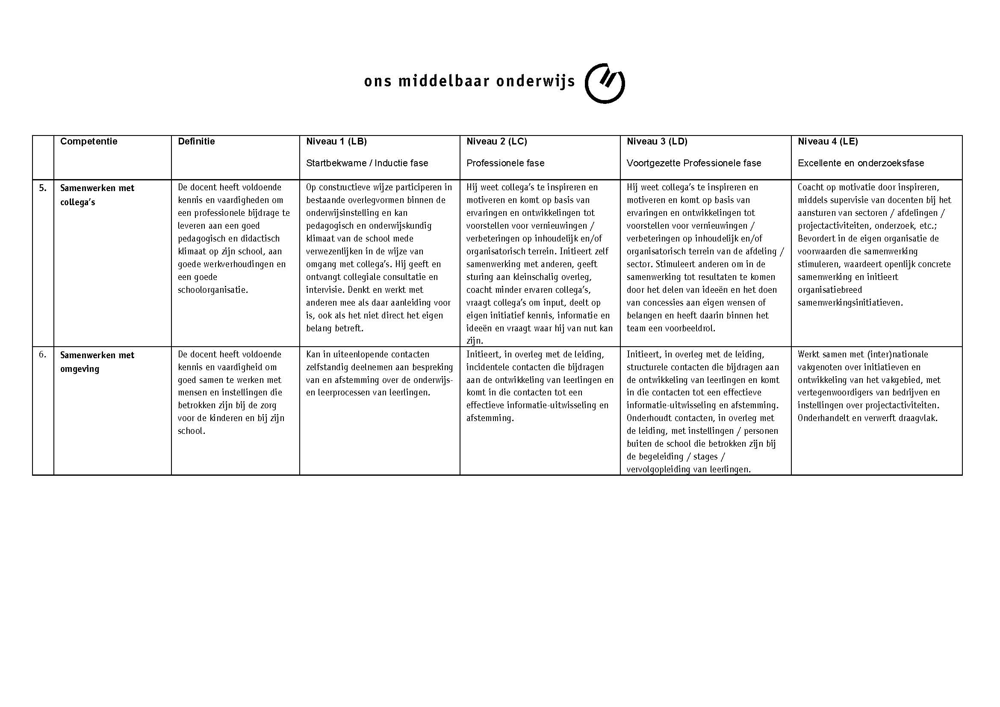 ons middelbaar onderwijs
Competentie
Definitie
Niveau 1 (LB)
Startbekwame / Inductie fase
Niveau 2 (LC)
Professionele fase
Niveau 3 (LD)
Voortgezette Professionele fase
Niveau 4 (LE)
Excellente en onderzoeksfase
5.
Samenwerken met
collega's
De docent heeft voldoende
kennis en vaardigheden om
een professionele bijdrage te
leveren aan een goed
pedagogisch en didactisch
klimaat op zijn school, aan
goede werkverhoudingen en
een goede
schoolorganisatie.
Op constructieve wijze participeren in
bestaande overlegvormen binnen de
onderwijsinstelling en kan
pedagogisch en onderwijskundig
klimaat van de school mede
verwezenlijken in de wijze van
omgang met collega's. Hij geeft en
ontvangt collegiale consultatie en
intervisie. Denkt en werkt met
anderen mee als daar aanleiding voor
is, ook als het niet direct het eigen
belang betreft.
Hij weet collega's te inspireren en
motiveren en komt op basis van
ervaringen en ontwikkelingen tot
voorstellen voor vernieuwingen /
verbeteringen op inhoudelijk en/of
organisatorisch terrein. Initieert zelf
samenwerking met anderen, geeft
sturing aan kleinschalig overleg,
coacht minder ervaren collega's,
vraagt collega's om input, deelt op
eigen initiatief kennis, informatie en
ideeën en vraagt waar hij van nut kan
zijn.
Hij weet collega's te inspireren en
motiveren en komt op basis van
ervaringen en ontwikkelingen tot
voorstellen voor vernieuwingen /
verbeteringen op inhoudelijk en/of
organisatorisch terrein van de afdeling /
sector. Stimuleert anderen om in de
samenwerking tot resultaten te komen
door het delen van ideeën en het doen
van concessies aan eigen wensen of
belangen en heeft daarin binnen het
team een voorbeeldrol.
Coacht op motivatie door inspireren,
middels supervisie van docenten bij het
aansturen van sectoren / afdelingen /
projectactiviteiten, onderzoek, etc.;
Bevordert in de eigen organisatie de
voorwaarden die samenwerking
stimuleren, waardeert openlijk concrete
samenwerking en initieert
organisatiebreed
samenwerkingsinitiatieven.
6.
Samenwerken met
omgeving
De docent heeft voldoende
kennis en vaardigheid om
goed samen te werken met
mensen en instellingen die
betrokken zijn bij de zorg
voor de kinderen en bij zijn
school.
Kan in uiteenlopende contacten
zelfstandig deelnemen aan bespreking
van en afstemming over de onderwijs-
en leerprocessen van leerlingen.
Initieert, in overleg met de leiding,
incidentele contacten die bijdragen
aan de ontwikkeling van leerlingen en
komt in die contacten tot een
effectieve informatie-uitwisseling en
afstemming.
Initieert, in overleg met de leiding,
structurele contacten die bijdragen aan
de ontwikkeling van leerlingen en komt
in die contacten tot een effectieve
informatie-uitwisseling en afstemming.
Onderhoudt contacten, in overleg met
de leiding, met instellingen / personen
buiten de school die betrokken zijn bij
de begeleiding / stages /
vervolgopleiding van leerlingen.
Werkt samen met (inter)nationale
vakgenoten over initiatieven en
ontwikkeling van het vakgebied, met
vertegenwoordigers van bedrijven en
instellingen over projectactiviteiten.
Onderhandelt en verwerft draagvlak.